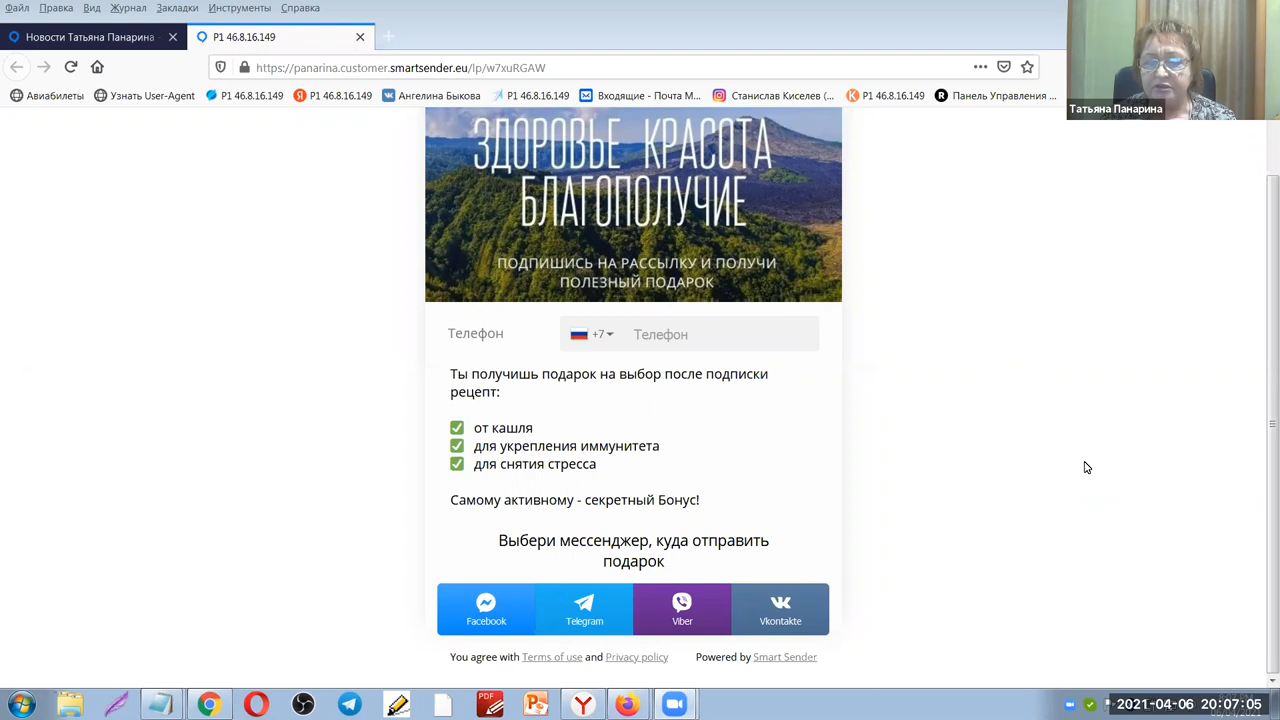 Файл Правка Вид Журнал Закладки Инструменты Справка
Новости Татьяна Панарина -
P1 46.8.16.149
https://panarina.customer.smartsender.eu/lp/w7xuRGAW
Авиабилеты Узнать User-Agent P1 46.8.16.149 P1 46.8.16.149 Ангелина Быкова P1 46.8.16.149 Входящие - Почта М... Станислав Киселев (... P1 46.8.16.149 Панель Управления ...
Татьяна Панарина
ЗДОРОВЬЕ КРАСОТА
БЛАГОПОЛУЧИЕ
ПОДПИШИСЬ НА РАССЫЛКУ И ПОЛУЧИ
ПОЛЕЗНЫЙ ПОДАРОК
Телефон +7 Телефон
Ты получишь подарок на выбор после подписки
рецепт:
от кашля
для укрепления иммунитета
для снятия стресса
Самому активному - секретный Бонус!
Выбери мессенджер, куда отправить
подарок
Facebook Telegram Viber Vkontakte
You agree with Terms of use and Privacy policy Powered by Smart Sender
2021-04-06 20:07:05